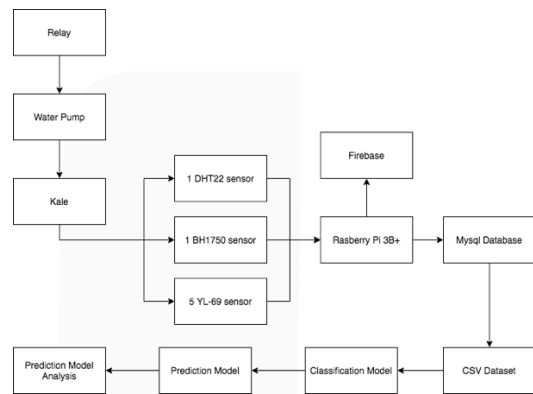 Relay
Water Pump
Kale
1 DHT22 sensor
1 BH1750 sensor
5 YL-69 sensor
Firebase
Rasberry Pi 3B+
Mysql Database
Prediction Model
Analysis
Prediction Model
Classification Model
CSV Dataset